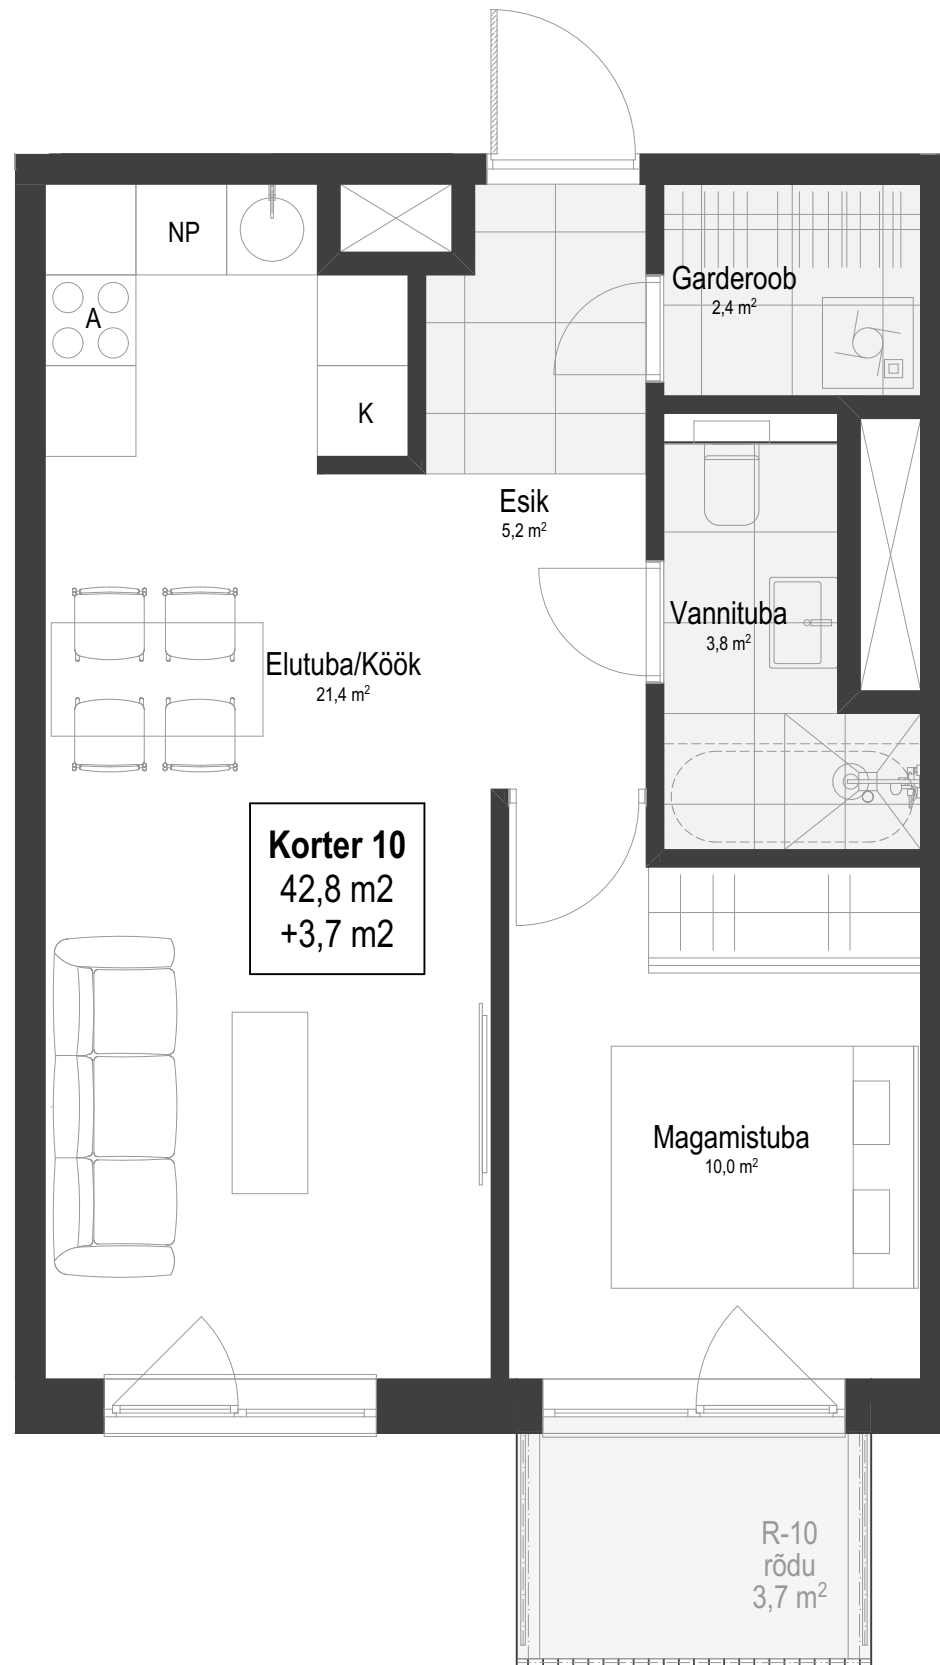 NP
A
K
Garderoob
2,4 m²
Esik
5,2 m²
Vannituba
3,8 m²
Elutuba/Köök
21,4 m²
Korter 10
42,8 m2
+3,7 m2
Magamistuba
10,0 m²
R-10
rõdu
3,7 m²